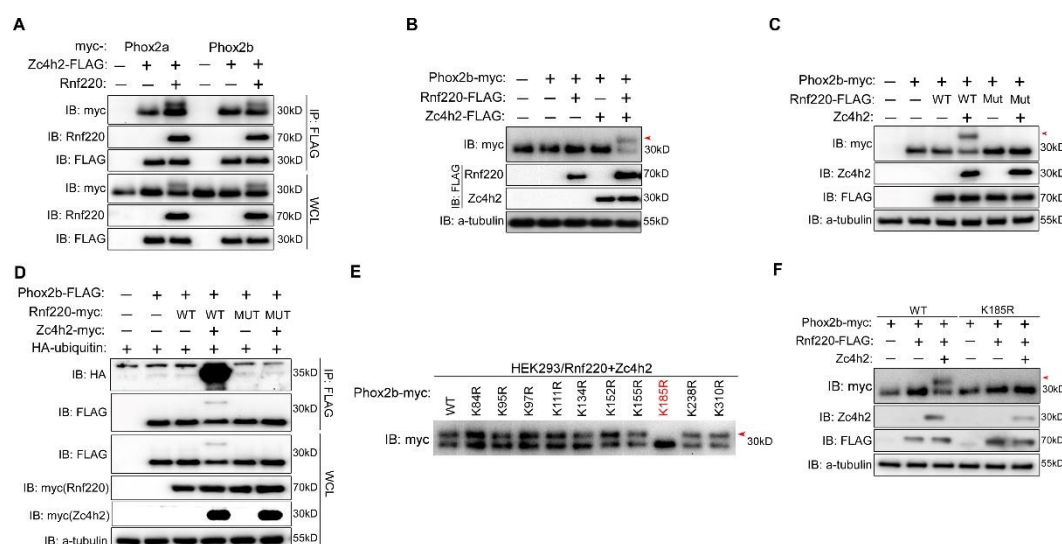 A
myc-: Phox2a Phox2b
Zc4h2-FLAG: — + + — + +
Rnf220: — — + — — +
IB: myc 30kD
IB: Rnf220 70kD
IB: FLAG 30kD
IP: FLAG
IB: myc 30kD
IB: Rnf220 70kD
IB: FLAG 30kD
WCL
B
Phox2b-myc: — + + + +
Rnf220-FLAG: — — + — +
Zc4h2-FLAG: — — — + +
IB: myc 30kD
IB: FLAG
Rnf220 70kD
Zc4h2 30kD
IB: a-tubulin 55kD
C
Phox2b-myc: — + + + + +
Rnf220-FLAG: — — WT WT Mut Mut
Zc4h2: — — — + — +
IB: myc 30kD
IB: Zc4h2 30kD
IB: FLAG 70kD
IB: a-tubulin 55kD
D
Phox2b-FLAG: — + + + + +
Rnf220-myc: — — WT WT MUT MUT
Zc4h2-myc: — — — + — +
HA-ubiquitin: + + + + + +
IB: HA 35kD
IB: FLAG 30kD
IP: FLAG
IB: FLAG 30kD
IB: myc(Rnf220) 70kD
IB: myc(Zc4h2) 30kD
IB: a-tubulin 55kD
WCL
E
HEK293/Rnf220+Zc4h2
Phox2b-myc: WT K84R K95R K97R K111R K134R K152R K155R K185R K238R K310R
IB: myc 30kD
F
WT K185R
Phox2b-myc: + + + + + +
Rnf220-FLAG: — + + — + +
Zc4h2: — — + — — +
IB: myc 30kD
IB: Zc4h2 30kD
IB: FLAG 70kD
IB: a-tubulin 55kD